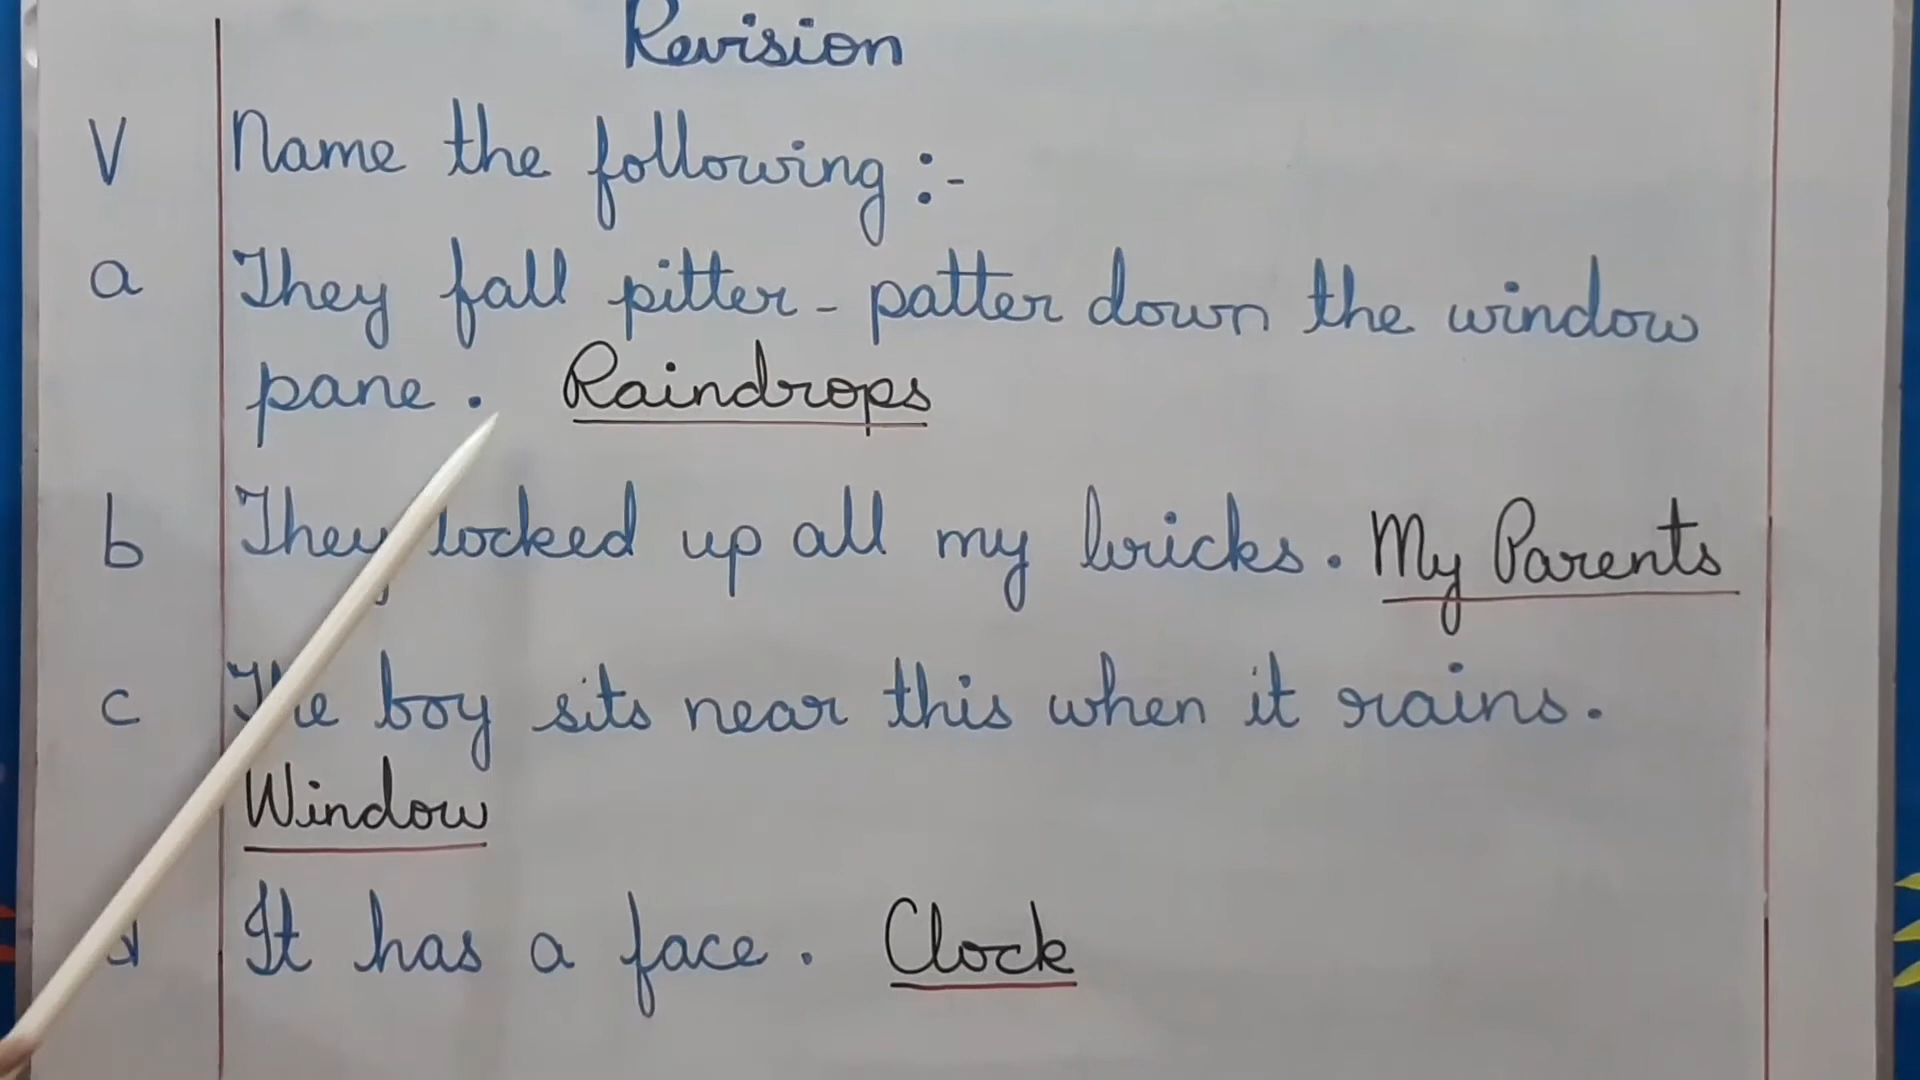 Revision
V Name the following :-
a They fall pitter - patter down the window
pane. Raindrops
b They locked up all my bricks. My Parents
c The boy sits near this when it rains.
Window
d It has a face. Clock